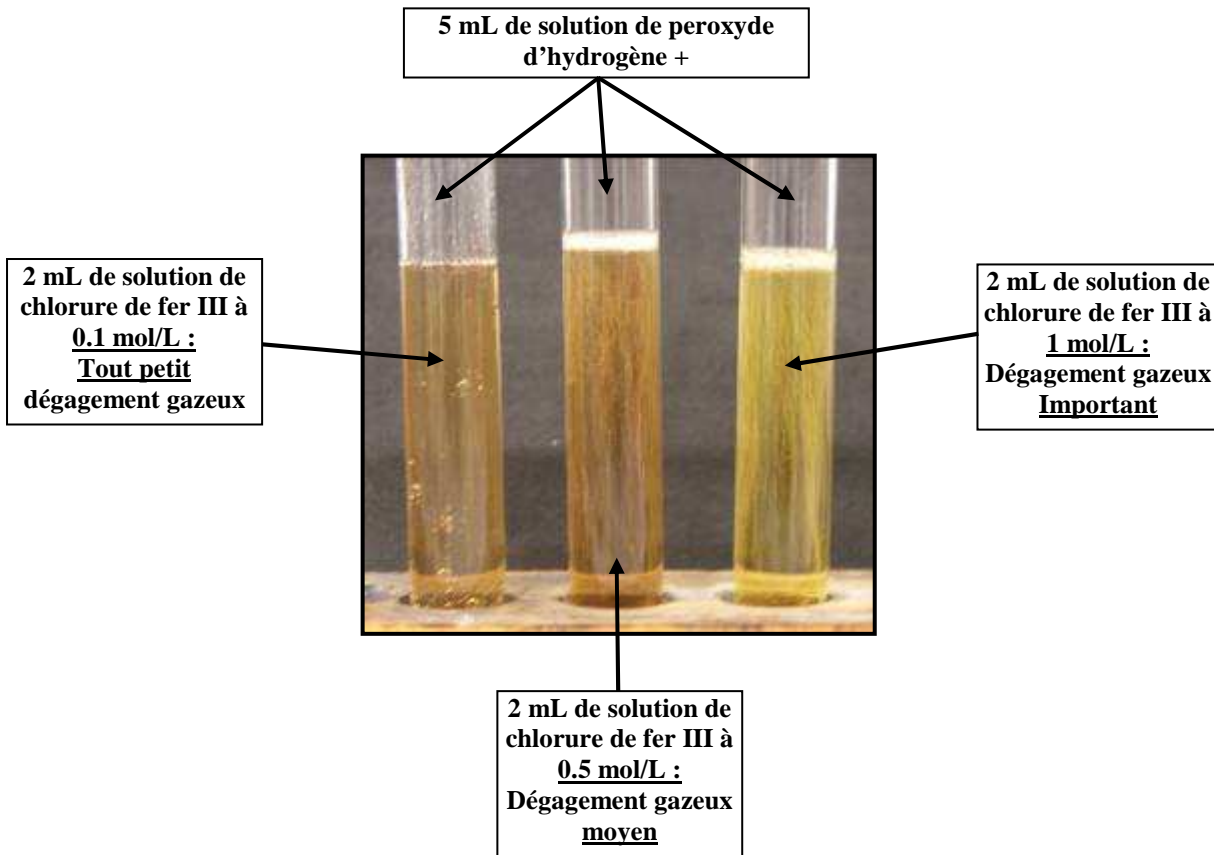 5 mL de solution de peroxyde
d’hydrogène +
2 mL de solution de
chlorure de fer III à
0.1 mol/L :
Tout petit
dégagement gazeux
2 mL de solution de
chlorure de fer III à
1 mol/L :
Dégagement gazeux
Important
2 mL de solution de
chlorure de fer III à
0.5 mol/L :
Dégagement gazeux
moyen